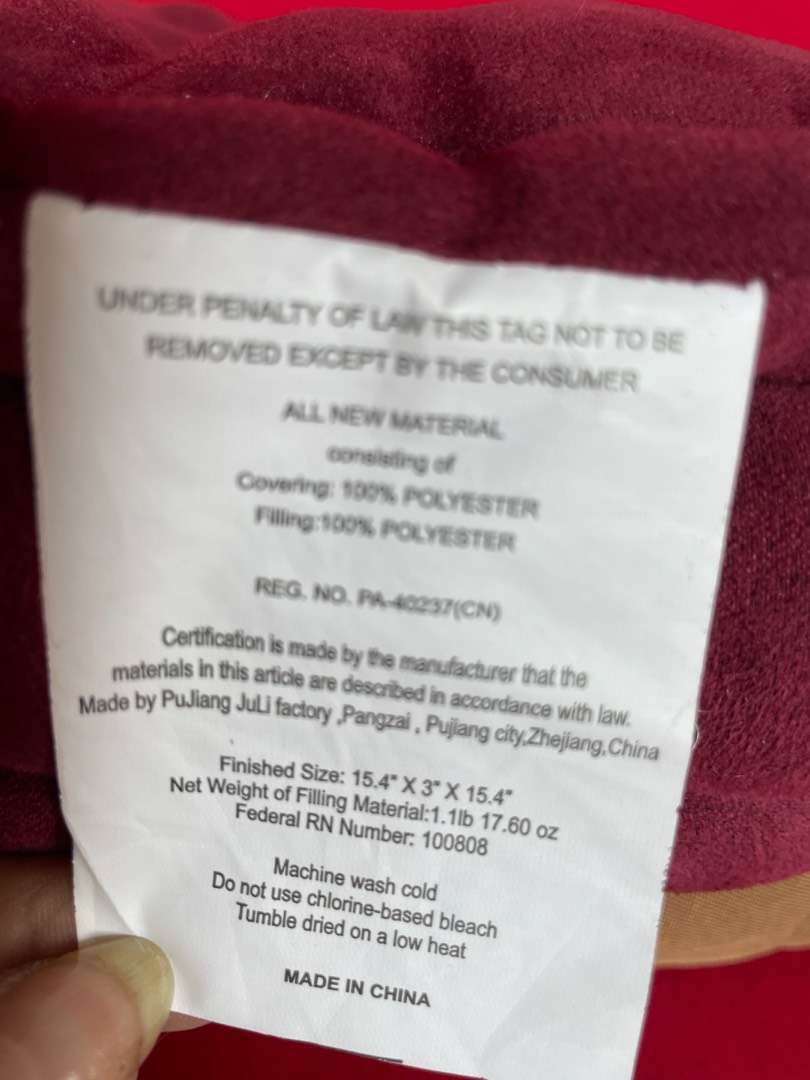 UNDER PENALTY OF LAW THIS TAG NOT TO BE
REMOVED EXCEPT BY THE CONSUMER
ALL NEW MATERIAL
consisting of
Covering: 100% POLYESTER
Filling:100% POLYESTER
REG. NO. PA-40237(CN)
Certification is made by the manufacturer that the
materials in this article are described in accordance with law.
Made by PuJiang JuLi factory ,Pangzai , Pujiang city,Zhejiang,China
Finished Size: 15.4" X 3" X 15.4"
Net Weight of Filling Material:1.1lb 17.60 oz
Federal RN Number: 100808
Machine wash cold
Do not use chlorine-based bleach
Tumble dried on a low heat
MADE IN CHINA